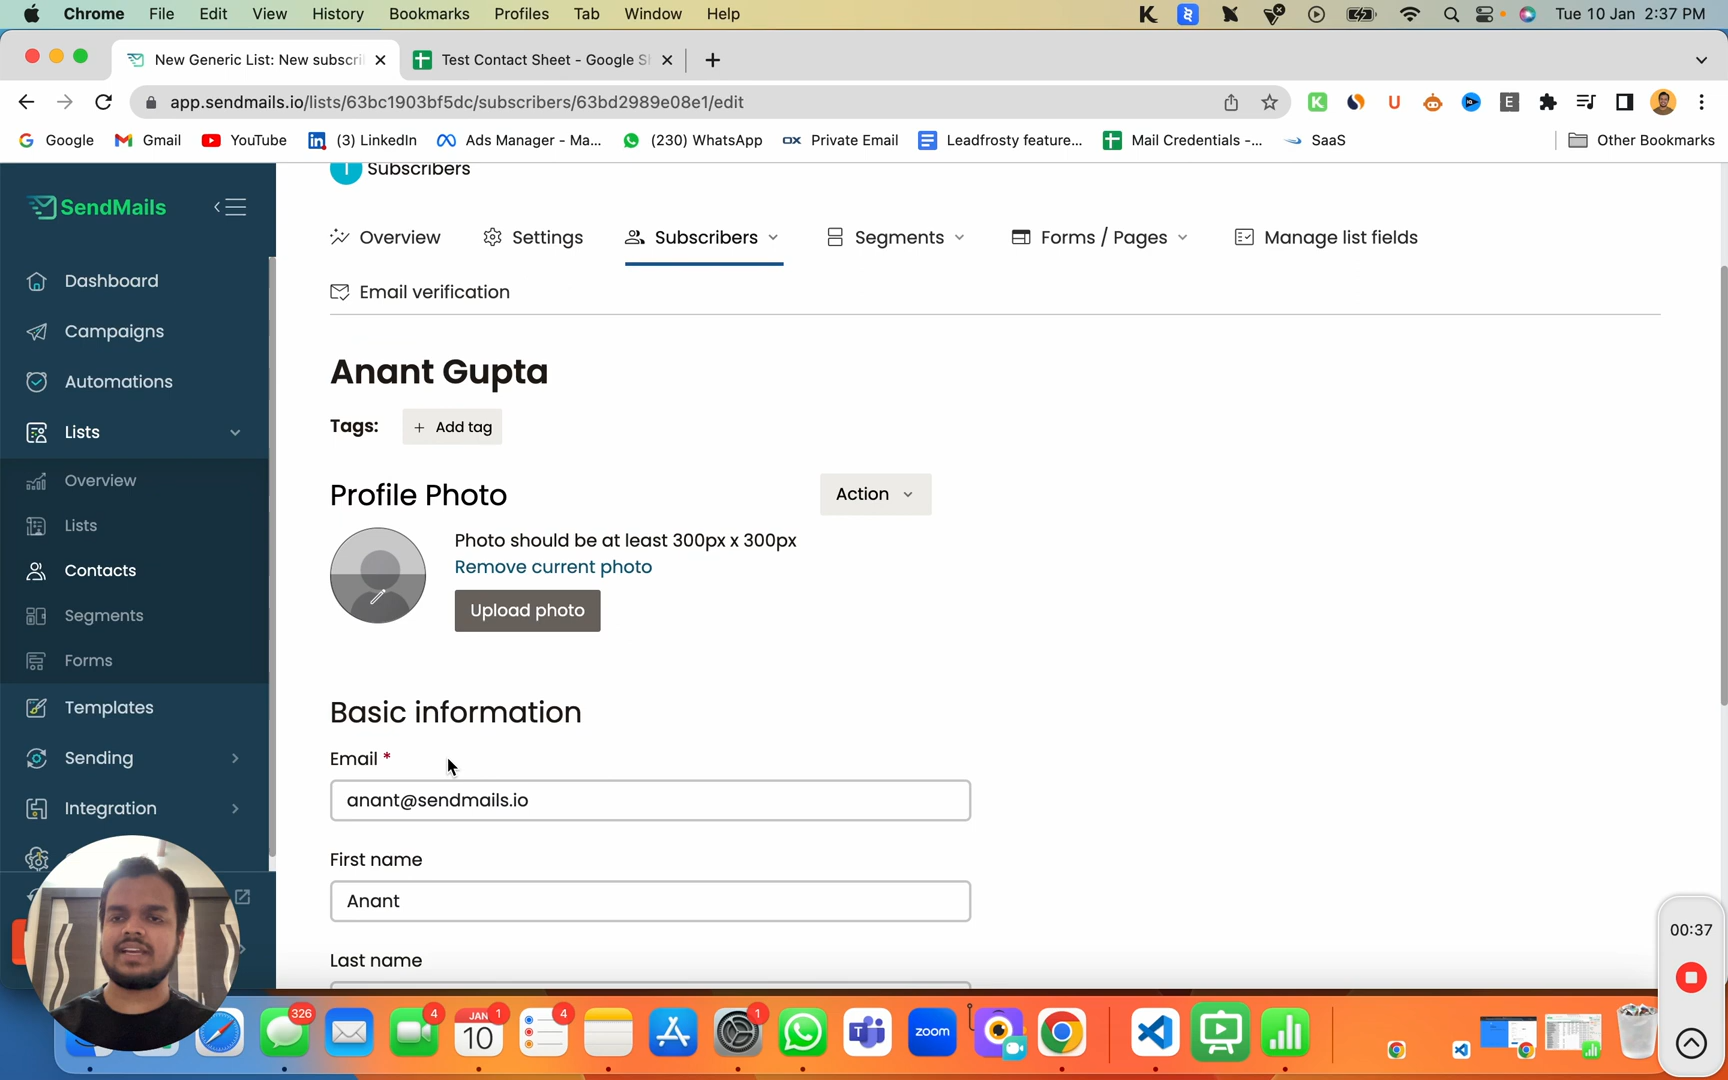 Chrome File Edit View History Bookmarks Profiles Tab Window Help Tue 10 Jan 2:37 PM
New Generic List: New subscri Test Contact Sheet - Google S
app.sendmails.io/lists/63bc1903bf5dc/subscribers/63bd2989e08e1/edit
Google Gmail YouTube (3) LinkedIn Ads Manager - Ma... (230) WhatsApp Private Email Leadfrosty feature... Mail Credentials -... SaaS Other Bookmarks
SendMails
Dashboard
Campaigns
Automations
Lists
Overview
Lists
Contacts
Segments
Forms
Templates
Sending
Integration
Subscribers
Overview Settings Subscribers Segments Forms / Pages Manage list fields
Email verification
Anant Gupta
Tags: + Add tag
Profile Photo Action
Photo should be at least 300px x 300px
Remove current photo
Upload photo
Basic information
Email *
anant@sendmails.io
First name
Anant
Last name
00:37
326 4 JAN 1 4 1
10 zoom